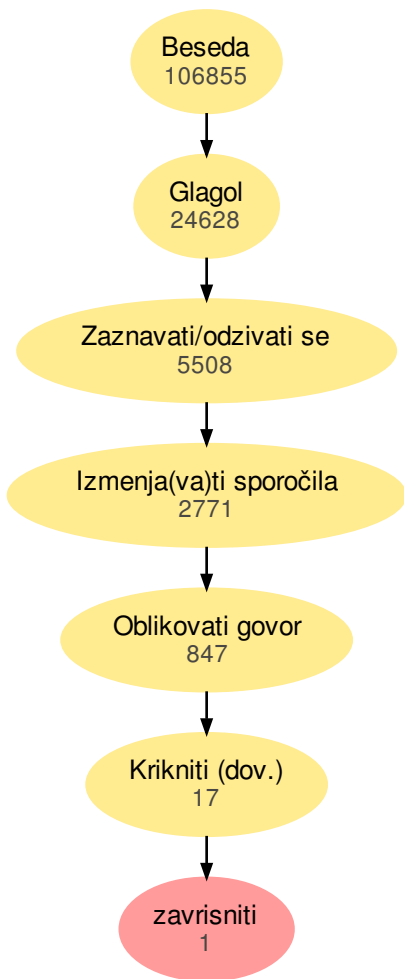 Beseda
106855
Glagol
24628
Zaznavati/odzivati se
5508
Izmenja(va)ti sporočila
2771
Oblikovati govor
847
Krikniti (dov.)
17
zavrisniti
1